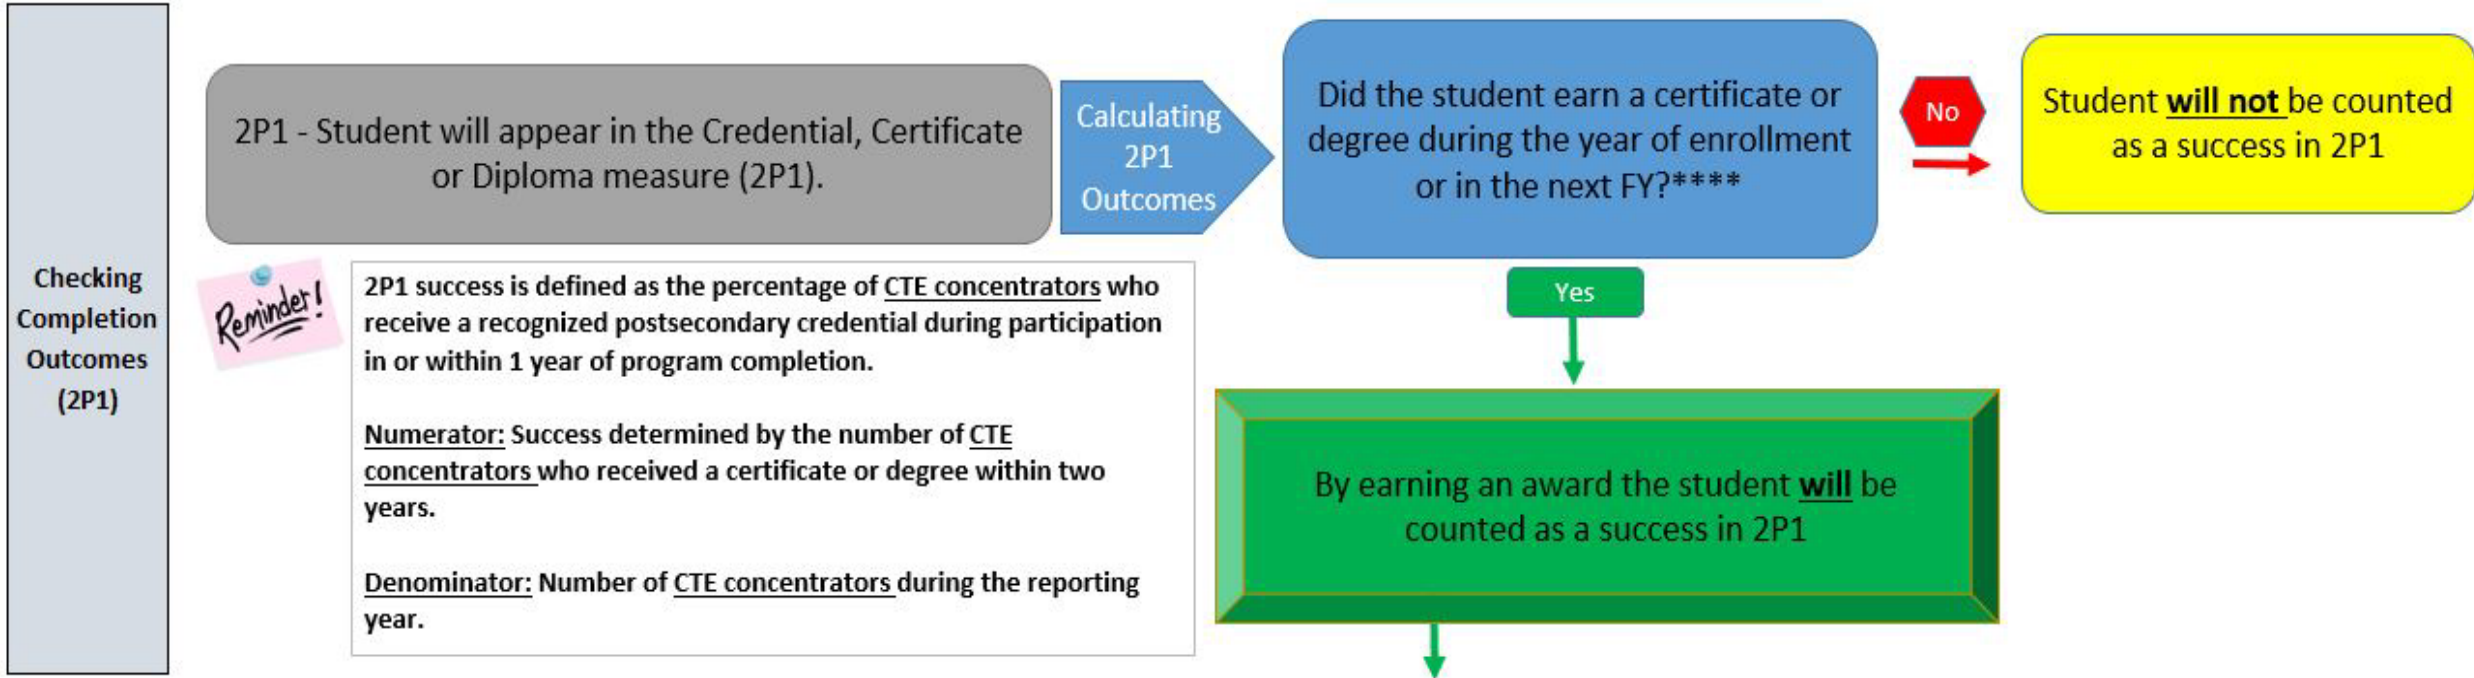 Checking
Completion
Outcomes
(2P1)
2P1 - Student will appear in the Credential, Certificate
or Diploma measure (2P1).
Calculating
2P1
Outcomes
Did the student earn a certificate or
degree during the year of enrollment
or in the next FY?****
No
Student will not be counted
as a success in 2P1
Reminder!
2P1 success is defined as the percentage of CTE concentrators who
receive a recognized postsecondary credential during participation
in or within 1 year of program completion.
Numerator: Success determined by the number of CTE
concentrators who received a certificate or degree within two
years.
Denominator: Number of CTE concentrators during the reporting
year.
Yes
By earning an award the student will be
counted as a success in 2P1